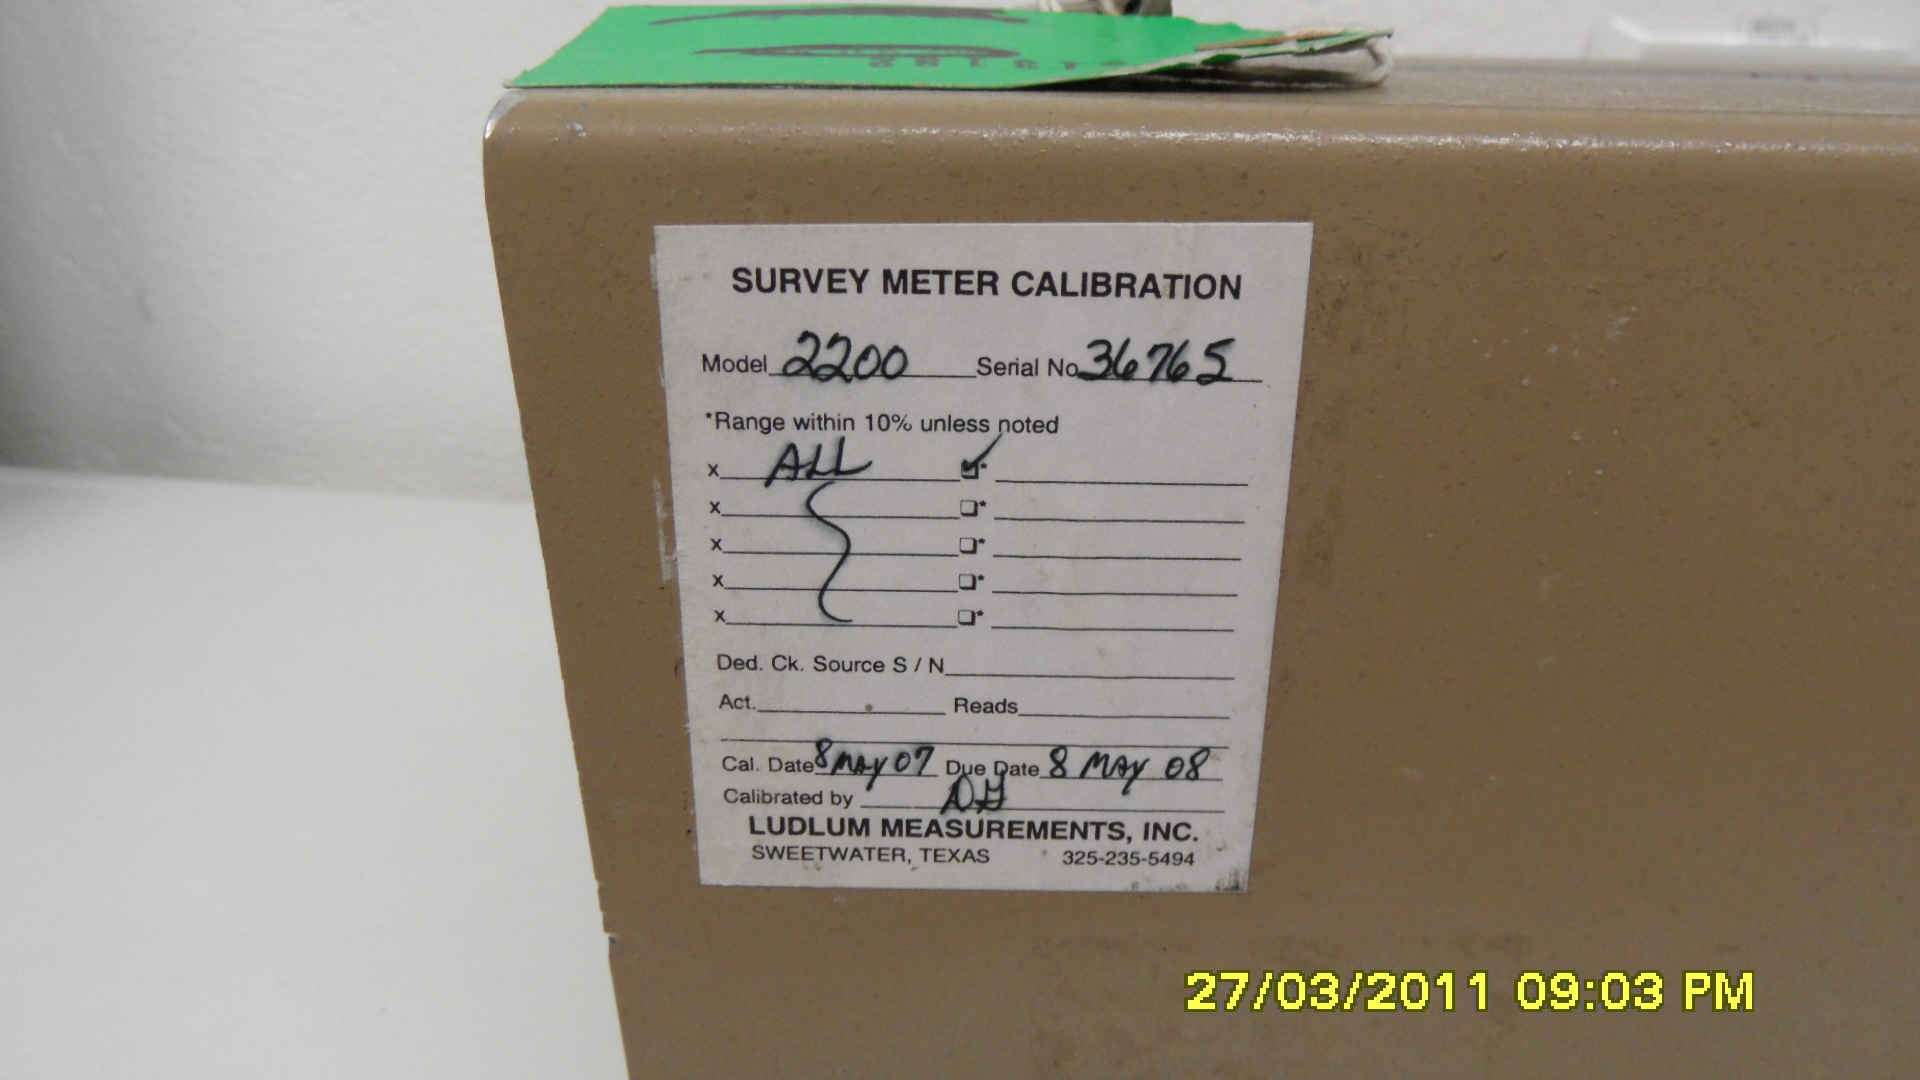 SURVEY METER CALIBRATION
Model 2200 Serial No. 36765
*Range within 10% unless noted
x ALL ☑*
x ☐*
x ☐*
x ☐*
x ☐*
Ded. Ck. Source S / N
Act. Reads
Cal. Date 8 MAY 07 Due Date 8 MAY 08
Calibrated by
LUDLUM MEASUREMENTS, INC.
SWEETWATER, TEXAS 325-235-5494
27/03/2011 09:03 PM